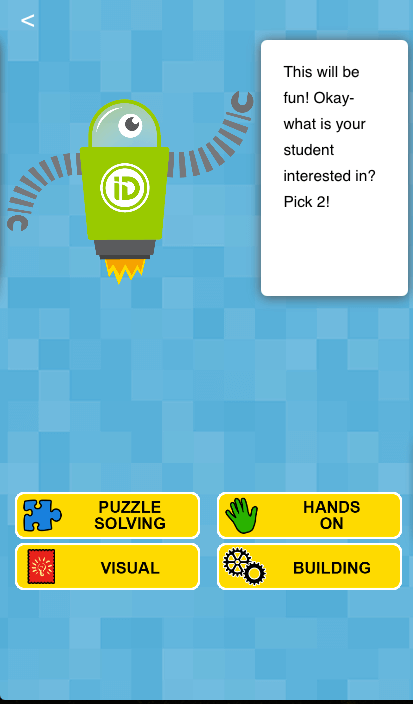 <
This will be
fun! Okay-
what is your
student
interested in?
Pick 2!
iD
PUZZLE
SOLVING
HANDS
ON
VISUAL
BUILDING